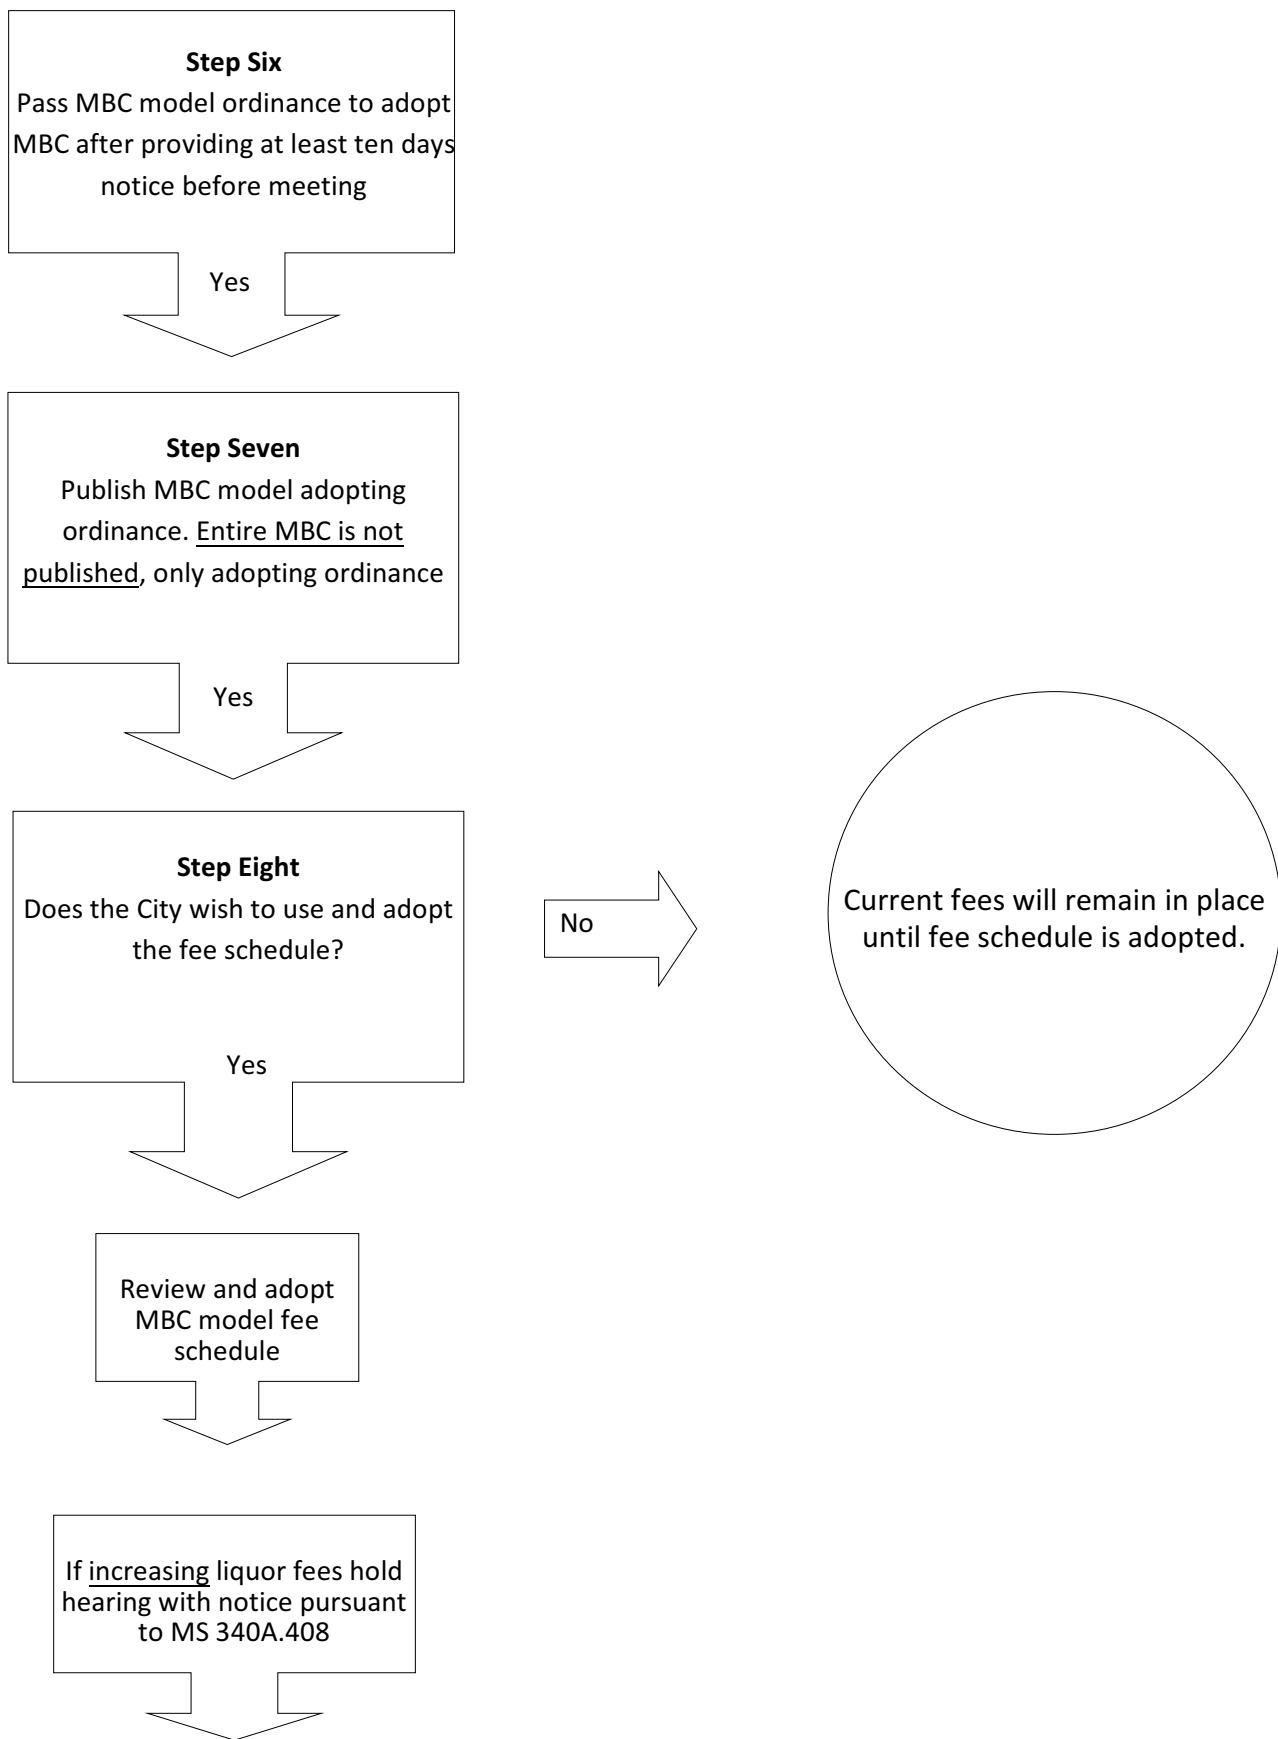 Step Six
Pass MBC model ordinance to adopt
MBC after providing at least ten days
notice before meeting
Yes
Step Seven
Publish MBC model adopting
ordinance. Entire MBC is not
published, only adopting ordinance
Yes
Step Eight
Does the City wish to use and adopt
the fee schedule?
No
Current fees will remain in place
until fee schedule is adopted.
Yes
Review and adopt
MBC model fee
schedule
If increasing liquor fees hold
hearing with notice pursuant
to MS 340A.408